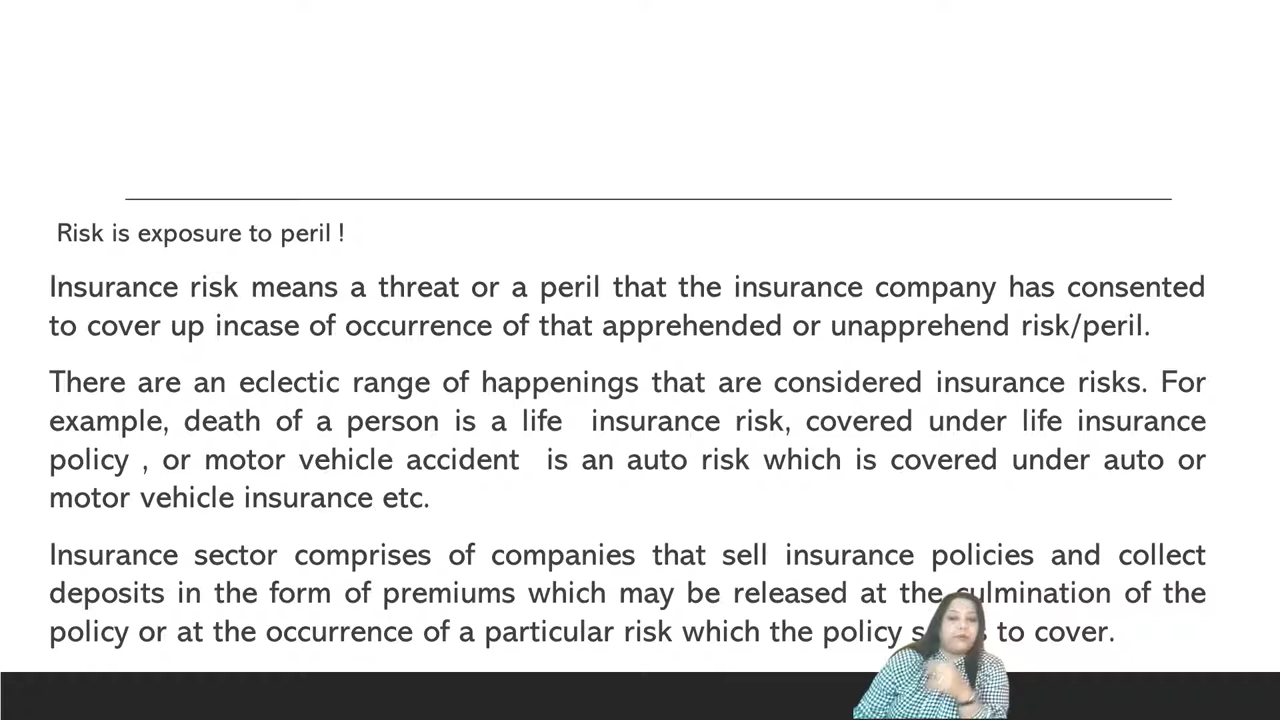 Risk is exposure to peril !
Insurance risk means a threat or a peril that the insurance company has consented
to cover up incase of occurrence of that apprehended or unapprehend risk/peril.
There are an eclectic range of happenings that are considered insurance risks. For
example, death of a person is a life insurance risk, covered under life insurance
policy , or motor vehicle accident is an auto risk which is covered under auto or
motor vehicle insurance etc.
Insurance sector comprises of companies that sell insurance policies and collect
deposits in the form of premiums which may be released at the culmination of the
policy or at the occurrence of a particular risk which the policy to cover.